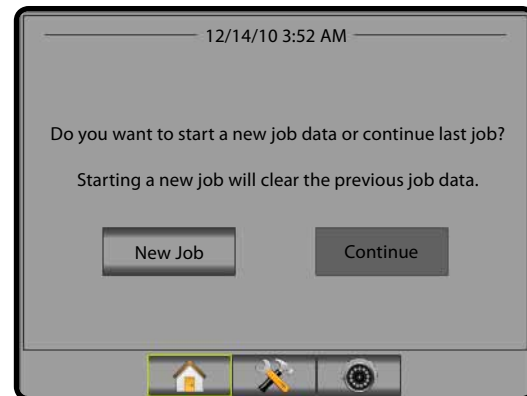 12/14/10 3:52 AM
Do you want to start a new job data or continue last job?
Starting a new job will clear the previous job data.
New Job
Continue